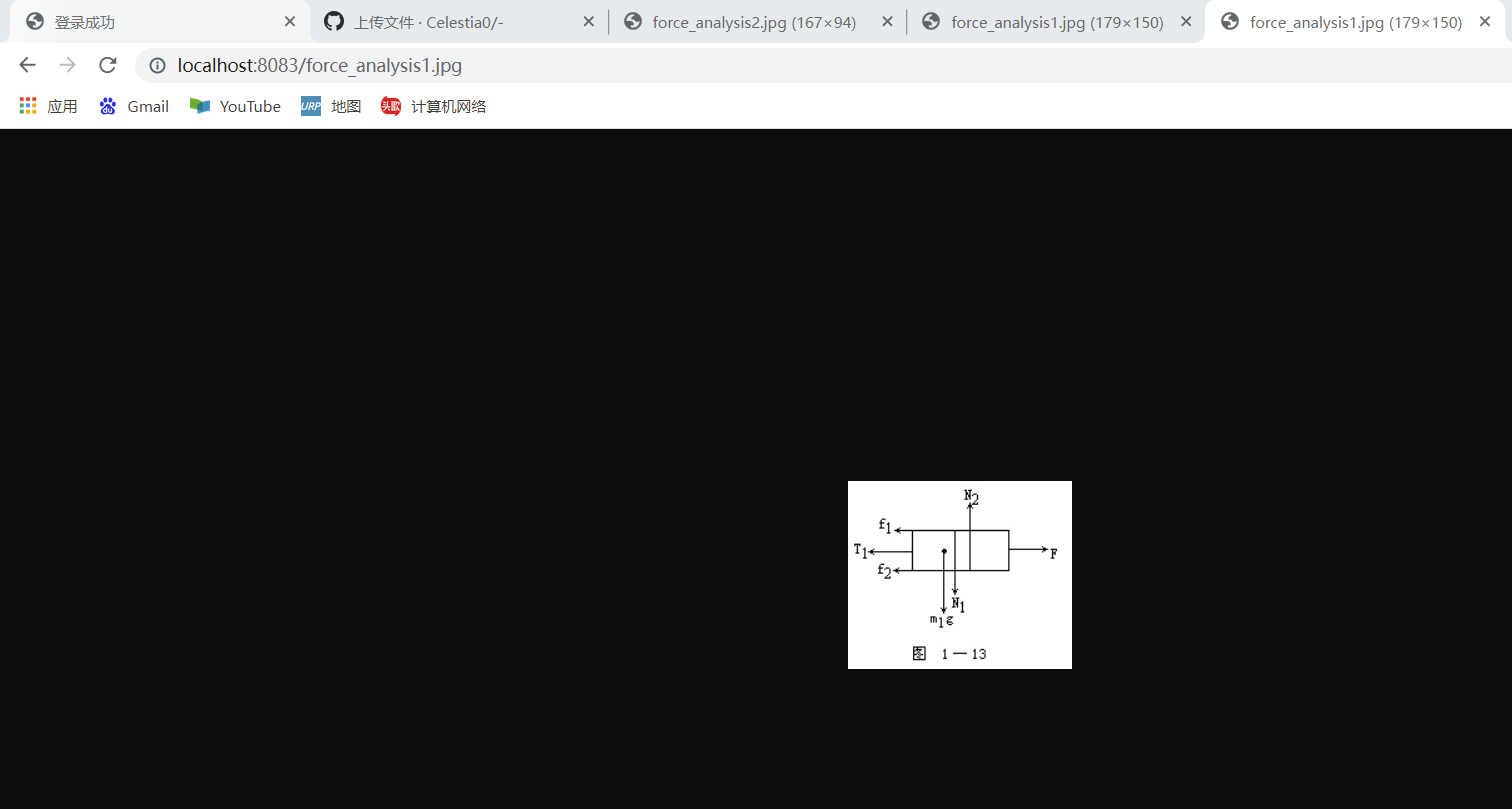 登录成功
上传文件 · Celestia0/-
force_analysis2.jpg (167×94)
force_analysis1.jpg (179×150)
force_analysis1.jpg (179×150)
localhost:8083/force_analysis1.jpg
应用 du Gmail YouTube URP 地图 头歌 计算机网络
N2
f1
T1
F
f2
N1
m1g
图 1—13